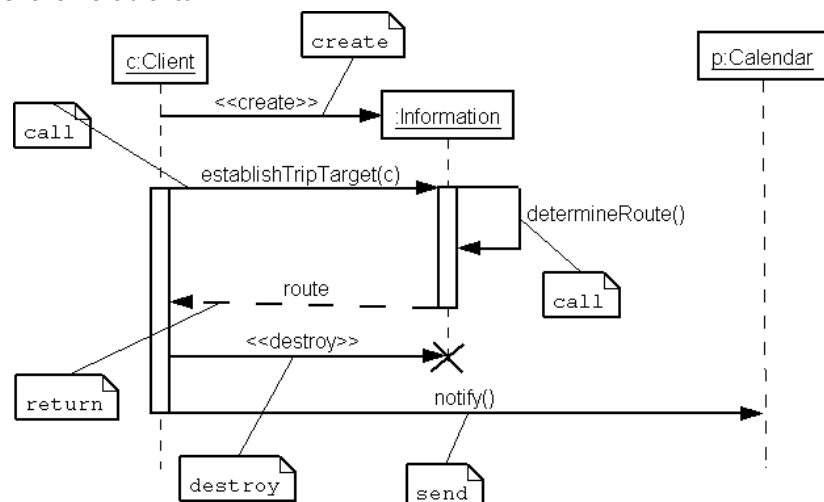 create
c:Client
p:Calendar
<<create>>
:Information
call
establishTripTarget(c)
determineRoute()
route
call
<<destroy>>
return
notify()
destroy
send